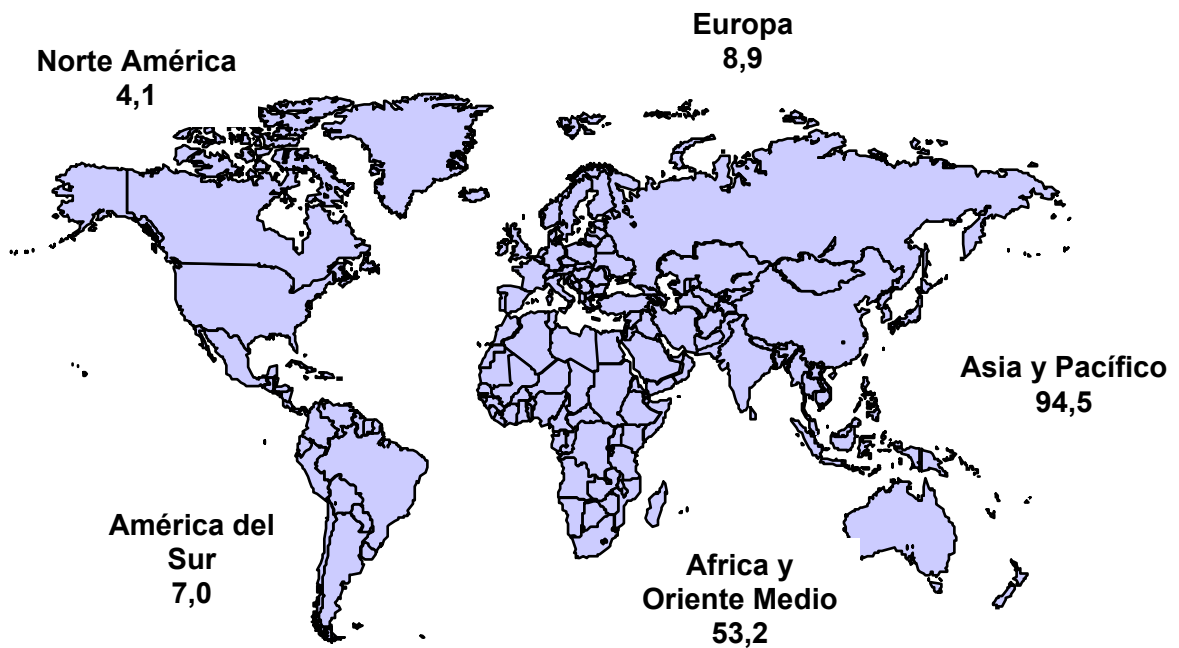 Europa
8,9
Norte América
4,1
Asia y Pacífico
94,5
América del
Sur
7,0
Africa y
Oriente Medio
53,2